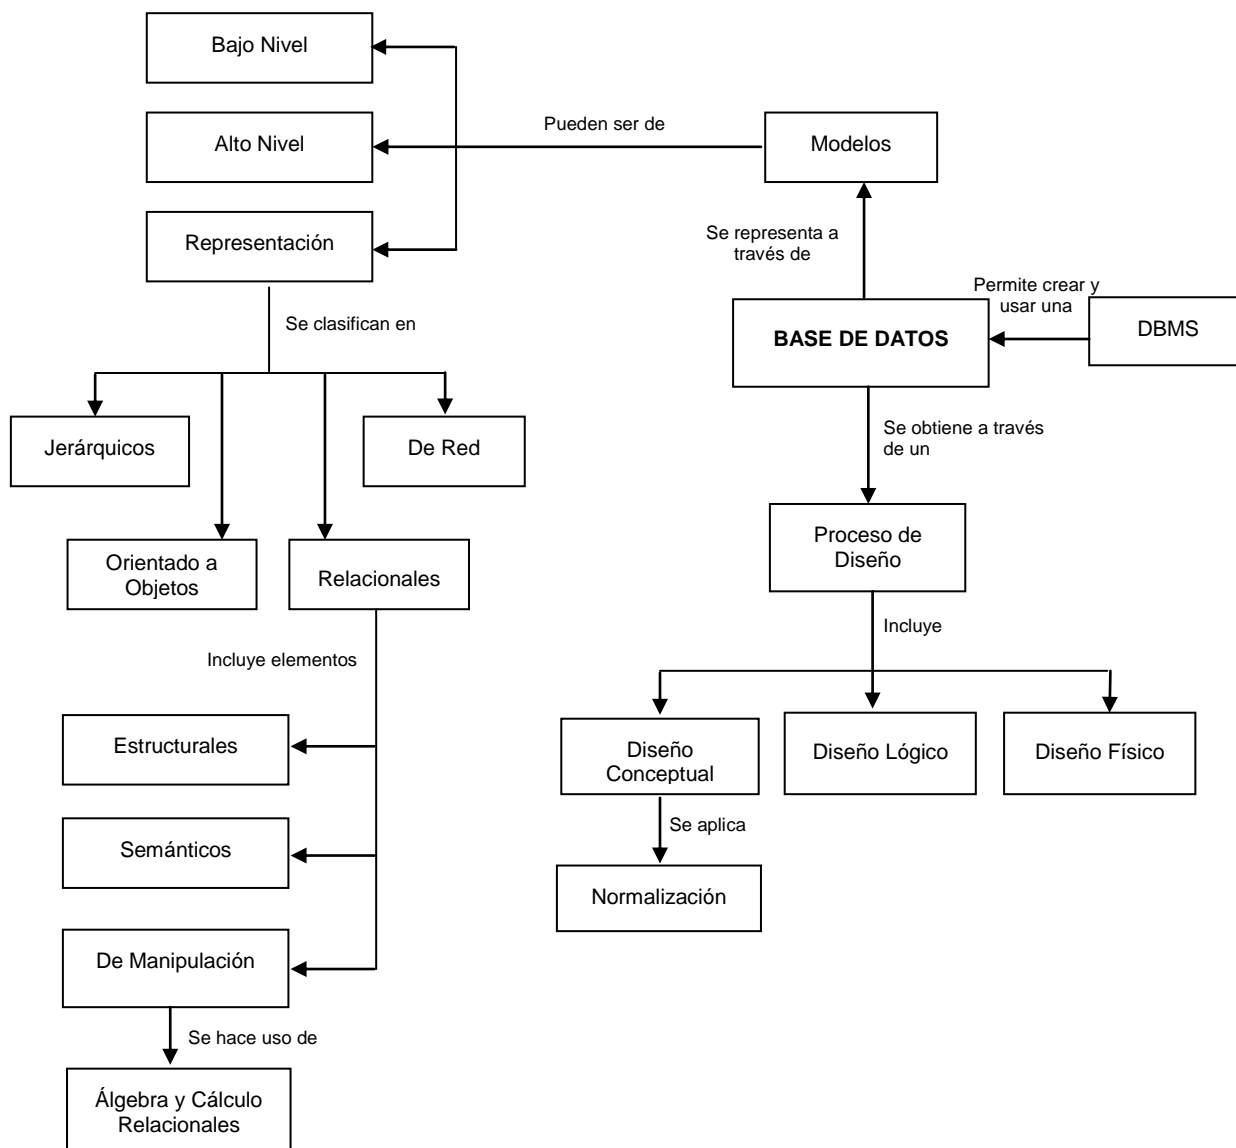 Bajo Nivel
Alto Nivel
Pueden ser de
Modelos
Representación
Se representa a
través de
Permite crear y
usar una
Se clasifican en
BASE DE DATOS
DBMS
Jerárquicos
De Red
Se obtiene a través
de un
Orientado a
Objetos
Relacionales
Proceso de
Diseño
Incluye elementos
Incluye
Estructurales
Diseño
Conceptual
Diseño Lógico
Diseño Físico
Semánticos
Se aplica
Normalización
De Manipulación
Se hace uso de
Álgebra y Cálculo
Relacionales